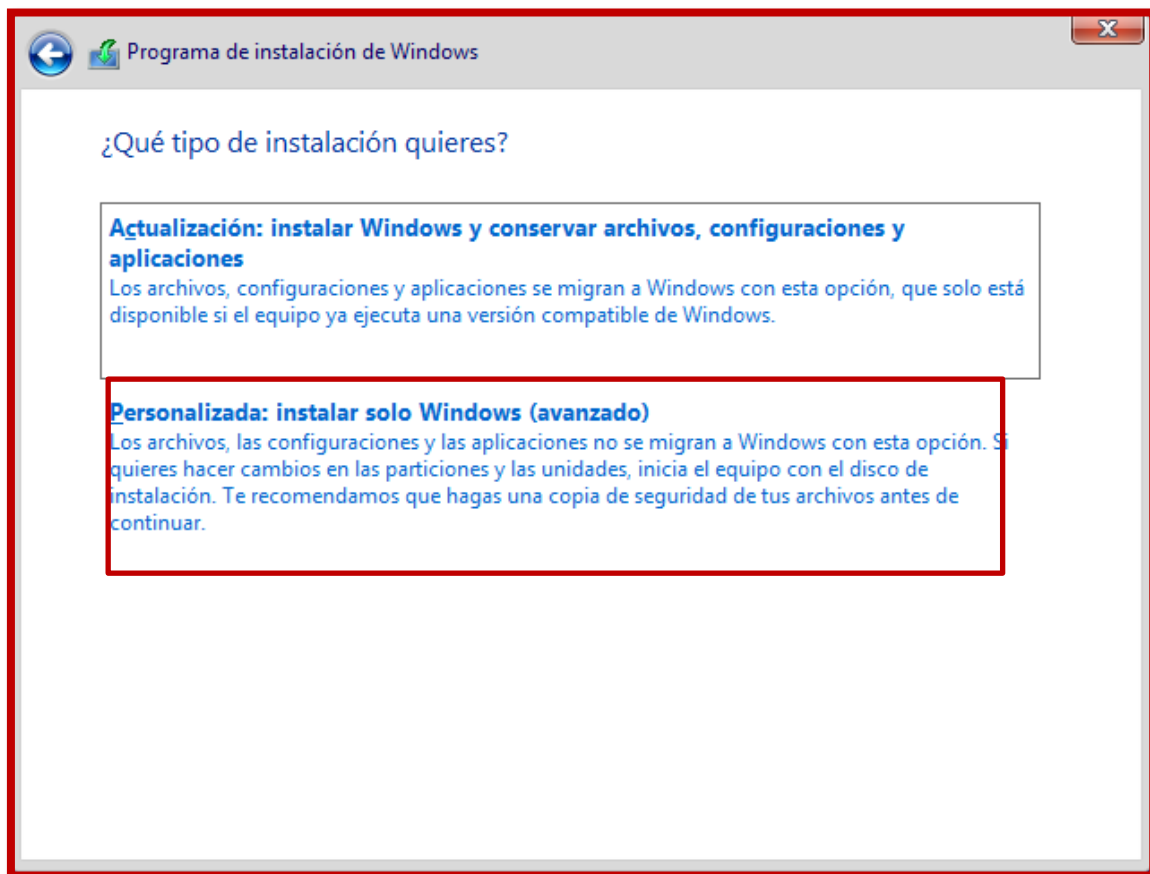 Programa de instalación de Windows
¿Qué tipo de instalación quieres?
Actualización: instalar Windows y conservar archivos, configuraciones y
aplicaciones
Los archivos, configuraciones y aplicaciones se migran a Windows con esta opción, que solo está
disponible si el equipo ya ejecuta una versión compatible de Windows.
Personalizada: instalar solo Windows (avanzado)
Los archivos, las configuraciones y las aplicaciones no se migran a Windows con esta opción. Si
quieres hacer cambios en las particiones y las unidades, inicia el equipo con el disco de
instalación. Te recomendamos que hagas una copia de seguridad de tus archivos antes de
continuar.